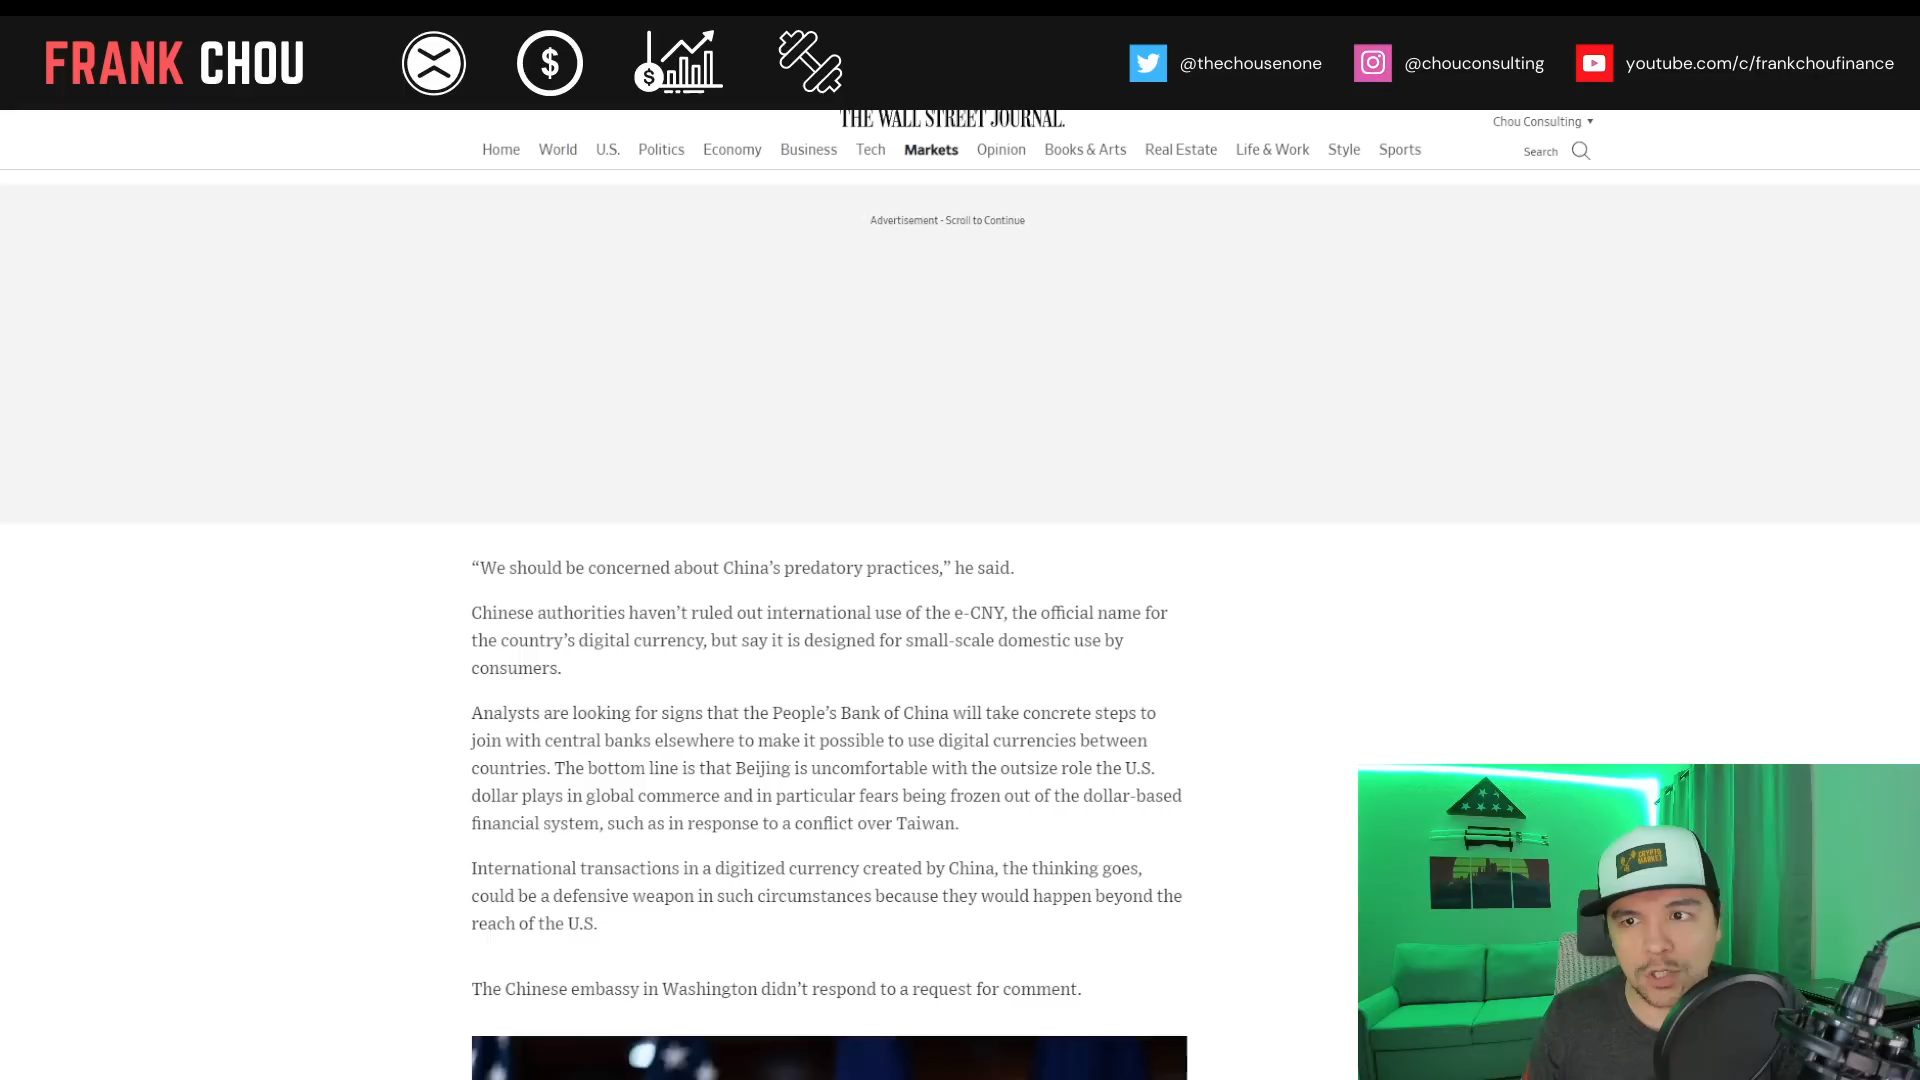 FRANK CHOU
@thechousenone
@chouconsulting
youtube.com/c/frankchoufinance
THE WALL STREET JOURNAL.
Chou Consulting
Home World U.S. Politics Economy Business Tech Markets Opinion Books & Arts Real Estate Life & Work Style Sports
Search
Advertisement - Scroll to Continue
“We should be concerned about China’s predatory practices,” he said.
Chinese authorities haven’t ruled out international use of the e-CNY, the official name for
the country’s digital currency, but say it is designed for small-scale domestic use by
consumers.
Analysts are looking for signs that the People’s Bank of China will take concrete steps to
join with central banks elsewhere to make it possible to use digital currencies between
countries. The bottom line is that Beijing is uncomfortable with the outsize role the U.S.
dollar plays in global commerce and in particular fears being frozen out of the dollar-based
financial system, such as in response to a conflict over Taiwan.
International transactions in a digitized currency created by China, the thinking goes,
could be a defensive weapon in such circumstances because they would happen beyond the
reach of the U.S.
The Chinese embassy in Washington didn’t respond to a request for comment.
CRYPTO
MARKET